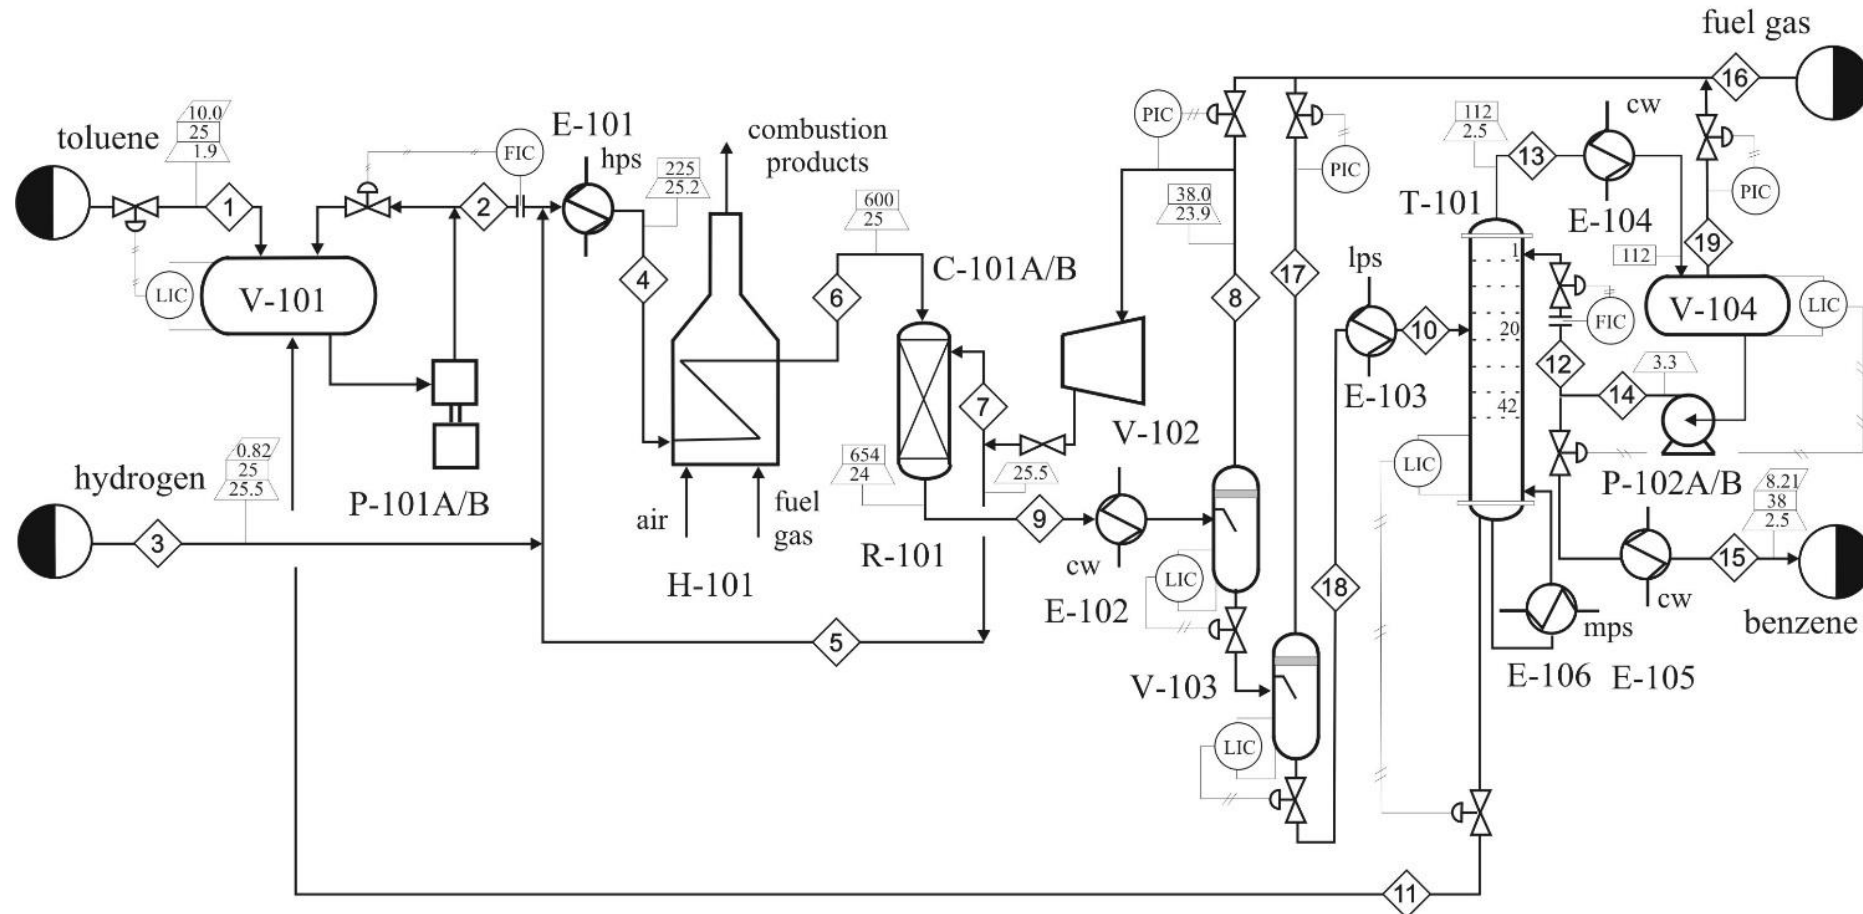 fuel gas
16
10.0
25
1.9
toluene
1
FIC
2
E-101
hps
225
25.2
combustion
products
600
25
PIC
38.0
23.9
PIC
112
2.5
13
cw
E-104
PIC
T-101
112
19
LIC
V-101
4
6
C-101A/B
8
17
lps
1
20
42
FIC
V-104
LIC
10
12
3.3
14
E-103
7
V-102
P-102A/B
0.82
25
25.5
hydrogen
3
P-101A/B
air
fuel
gas
H-101
654
24
25.5
9
R-101
cw
E-102
LIC
18
LIC
8.21
38
2.5
15
cw
benzene
mps
E-106
E-105
5
V-103
LIC
11